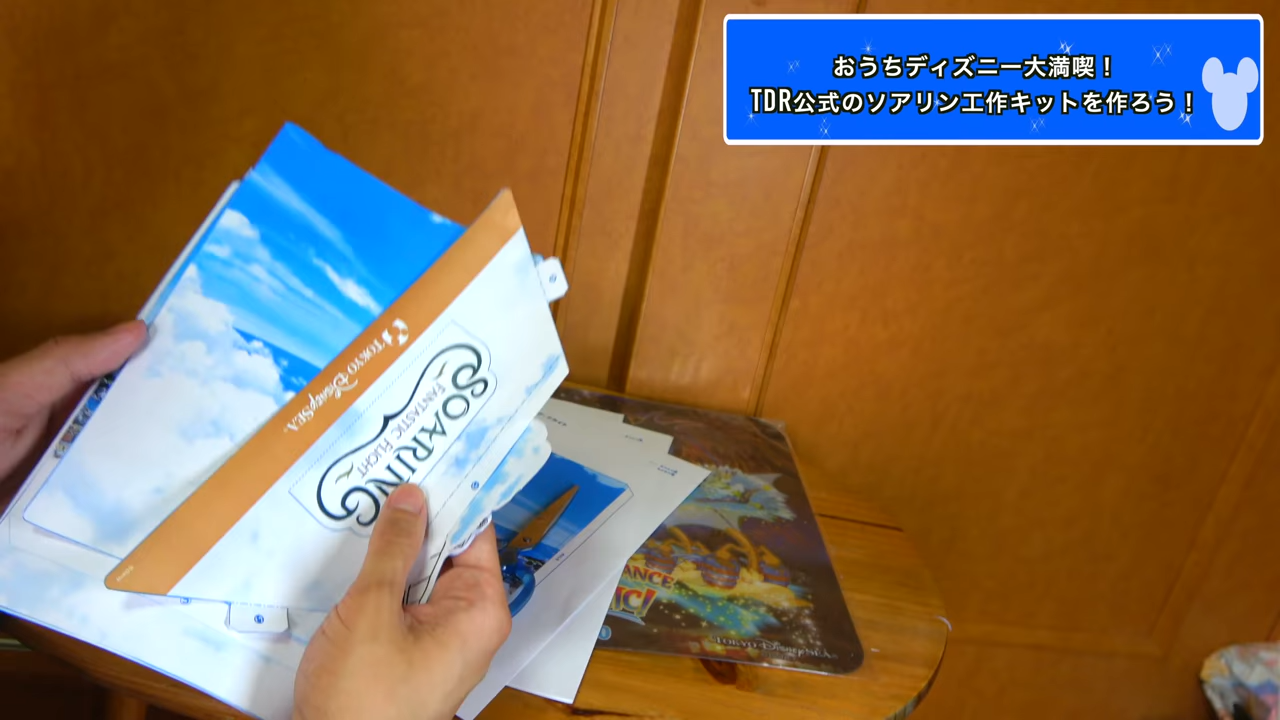 おうちディズニー大満喫！
TDR公式のソアリン工作キットを作ろう！
TOKYO DisneySEA
SOARING
FANTASTIC FLIGHT
TOKYO DisneySEA